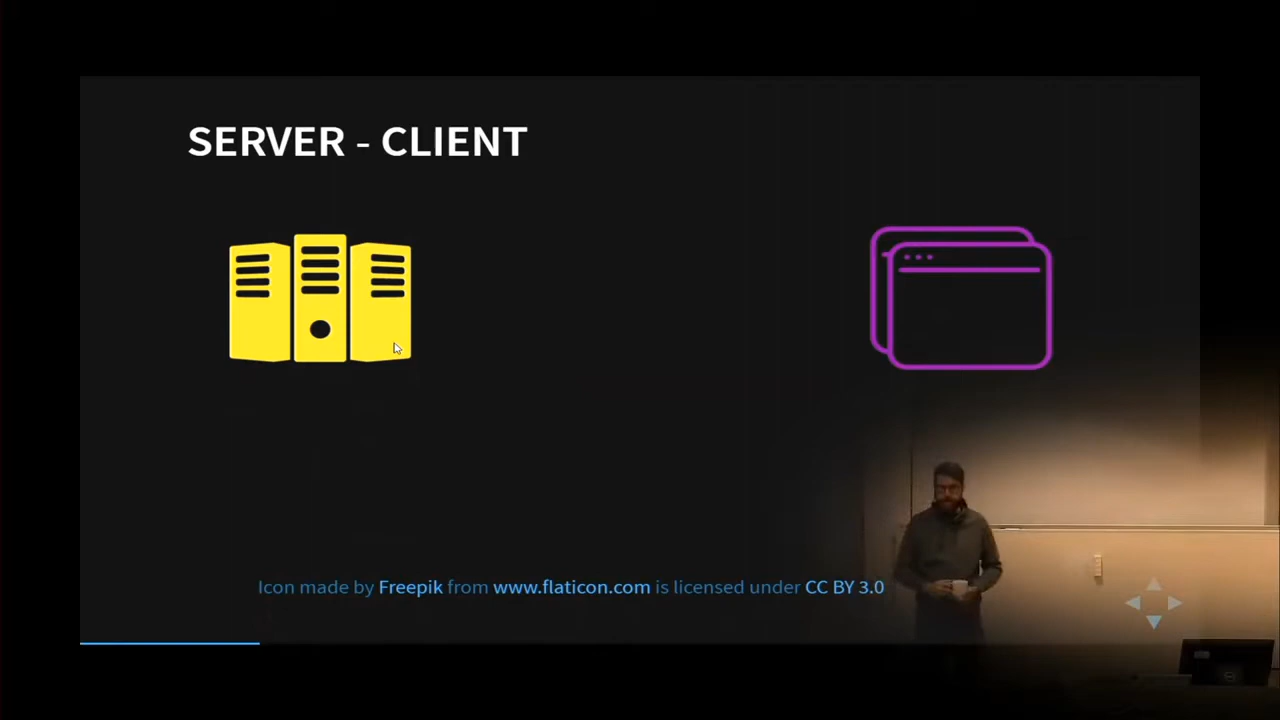 SERVER - CLIENT
Icon made by Freepik from www.flaticon.com is licensed under CC BY 3.0